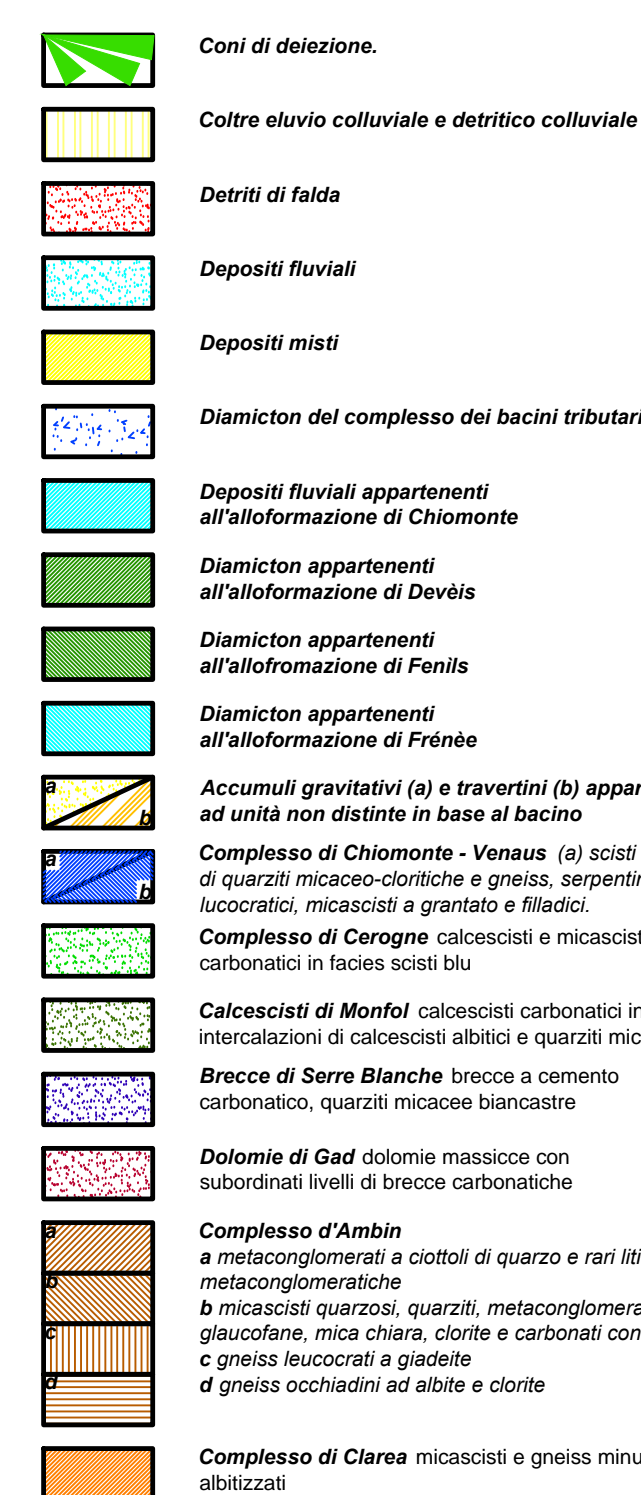 Coni di deiezione.
Coltre eluvio colluviale e detritico colluviale
Detriti di falda
Depositi fluviali
Depositi misti
Diamicton del complesso dei bacini tributari
Depositi fluviali appartenenti
all'alloformazione di Chiomonte
Diamicton appartenenti
all'alloformazione di Devèis
Diamicton appartenenti
all'allofromazione di Fenìls
Diamicton appartenenti
all'alloformazione di Frénèe
a
b
Accumuli gravitativi (a) e travertini (b) appar
ad unità non distinte in base al bacino
a
b
Complesso di Chiomonte - Venaus (a) scisti
di quarziti micaceo-cloritiche e gneiss, serpentin
lucocratici, micascisti a grantato e filladici.
Complesso di Cerogne calcescisti e micascist
carbonatici in facies scisti blu
Calcescisti di Monfol calcescisti carbonatici in
intercalazioni di calcescisti albitici e quarziti mic
Brecce di Serre Blanche brecce a cemento
carbonatico, quarziti micacee biancastre
Dolomie di Gad dolomie massicce con
subordinati livelli di brecce carbonatiche
a
b
c
d
Complesso d'Ambin
a metaconglomerati a ciottoli di quarzo e rari liti
metaconglomeratiche
b micascisti quarzosi, quarziti, metaconglomera
glaucofane, mica chiara, clorite e carbonati con
c gneiss leucocrati a giadeite
d gneiss occhiadini ad albite e clorite
Complesso di Clarea micascisti e gneiss minu
albitizzati